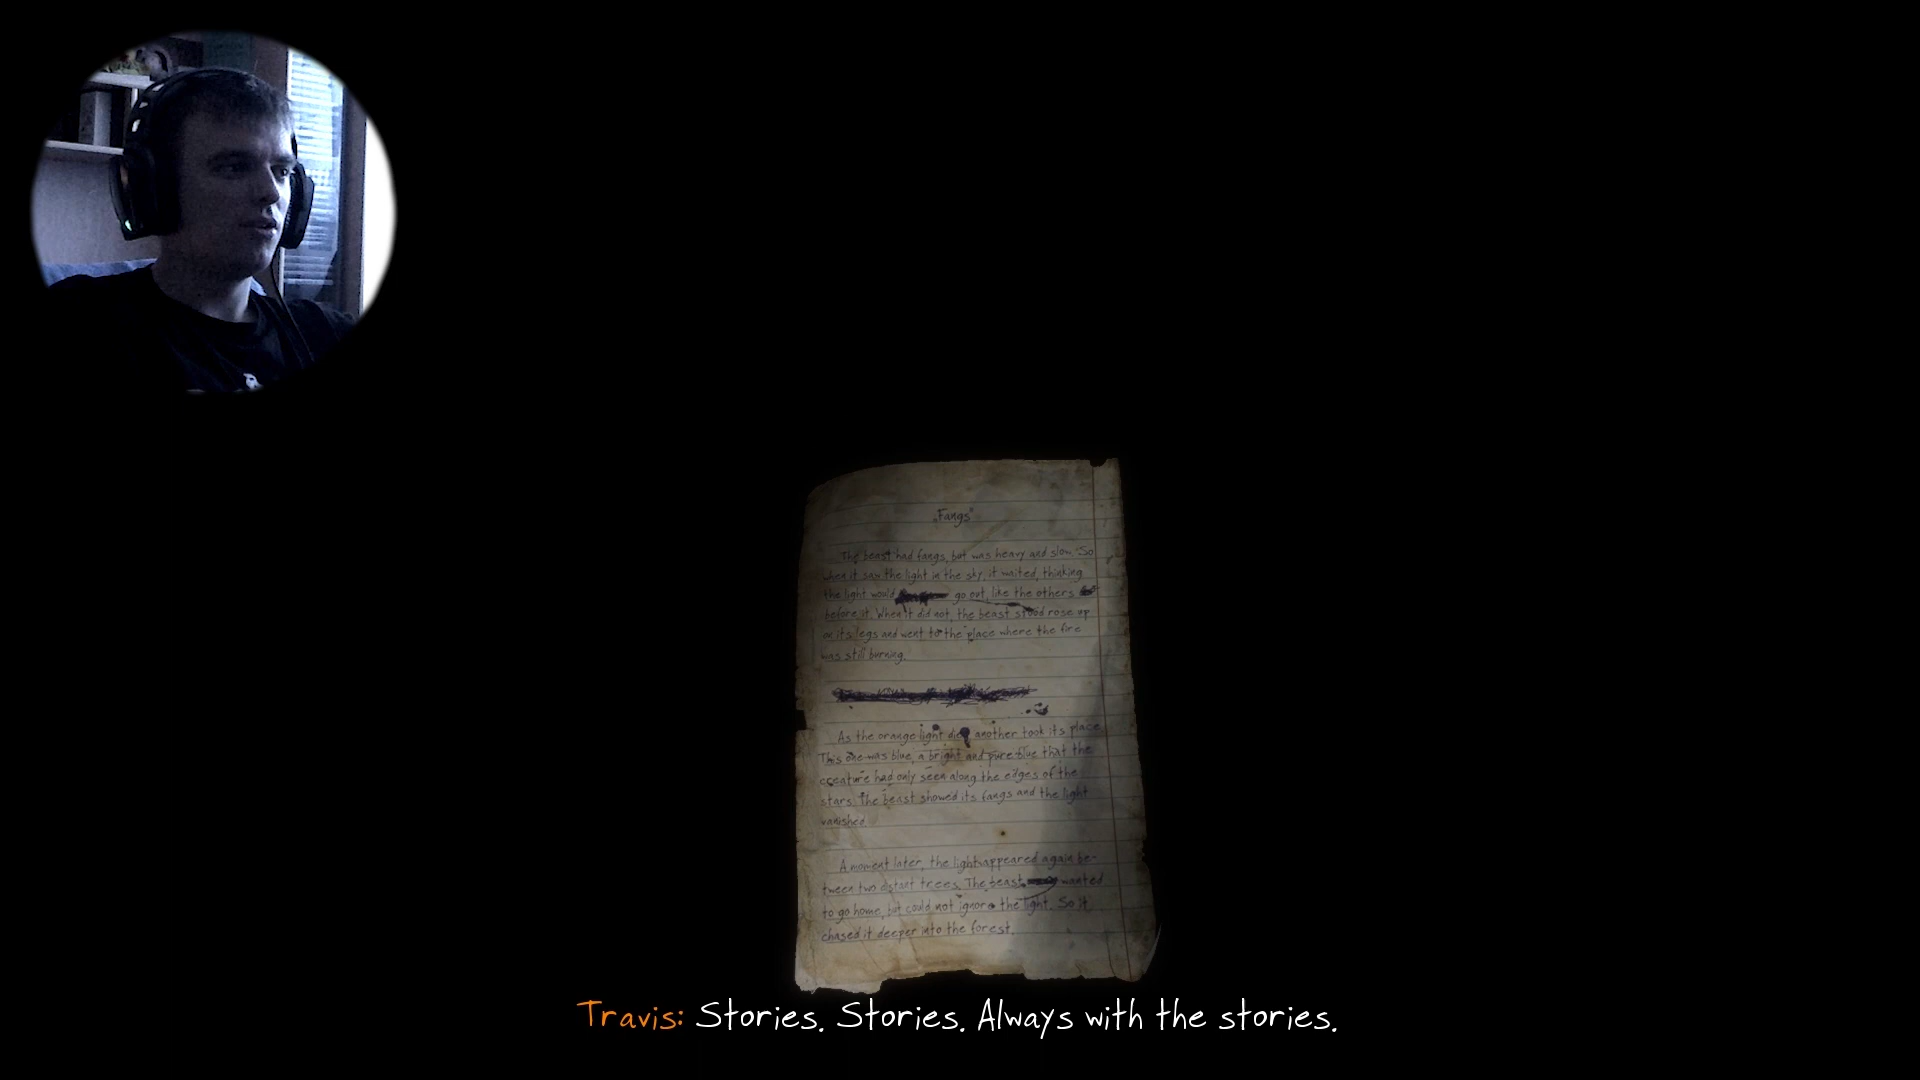 „Fangs"
The beast had fangs, but was heavy and slow. So
when it saw the light in the sky, it waited, thinking
the light would go out, like the others
before it. When it did not, the beast stood rose up
on its legs and went to the place where the fire
was still burning.
As the orange light died another took its place.
This one was blue, a bright and pure blue that the
creature had only seen along the edges of the
stars. The beast showed its fangs and the light
vanished.
A moment later, the light appeared again be-
tween two distant trees. The beast wanted
to go home, but could not ignore the light. So it
chased it deeper into the forest.
Travis: Stories. Stories. Always with the stories.